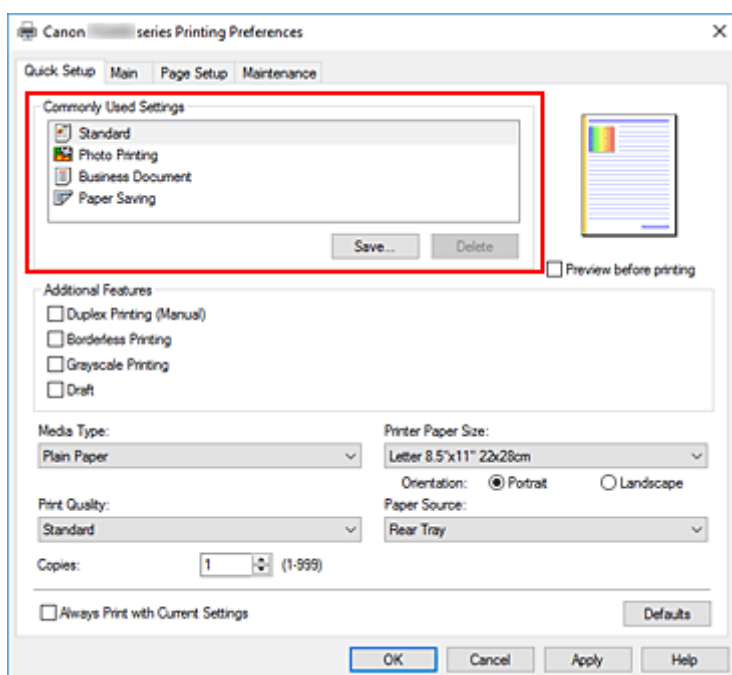 Canon series Printing Preferences
Quick Setup Main Page Setup Maintenance
Commonly Used Settings
Standard
Photo Printing
Business Document
Paper Saving
Save... Delete
Preview before printing
Additional Features
Duplex Printing (Manual)
Borderless Printing
Grayscale Printing
Draft
Media Type: Printer Paper Size:
Plain Paper Letter 8.5"x11" 22x28cm
Orientation: Portrait Landscape
Print Quality: Paper Source:
Standard Rear Tray
Copies: 1 (1-999)
Always Print with Current Settings Defaults
OK Cancel Apply Help